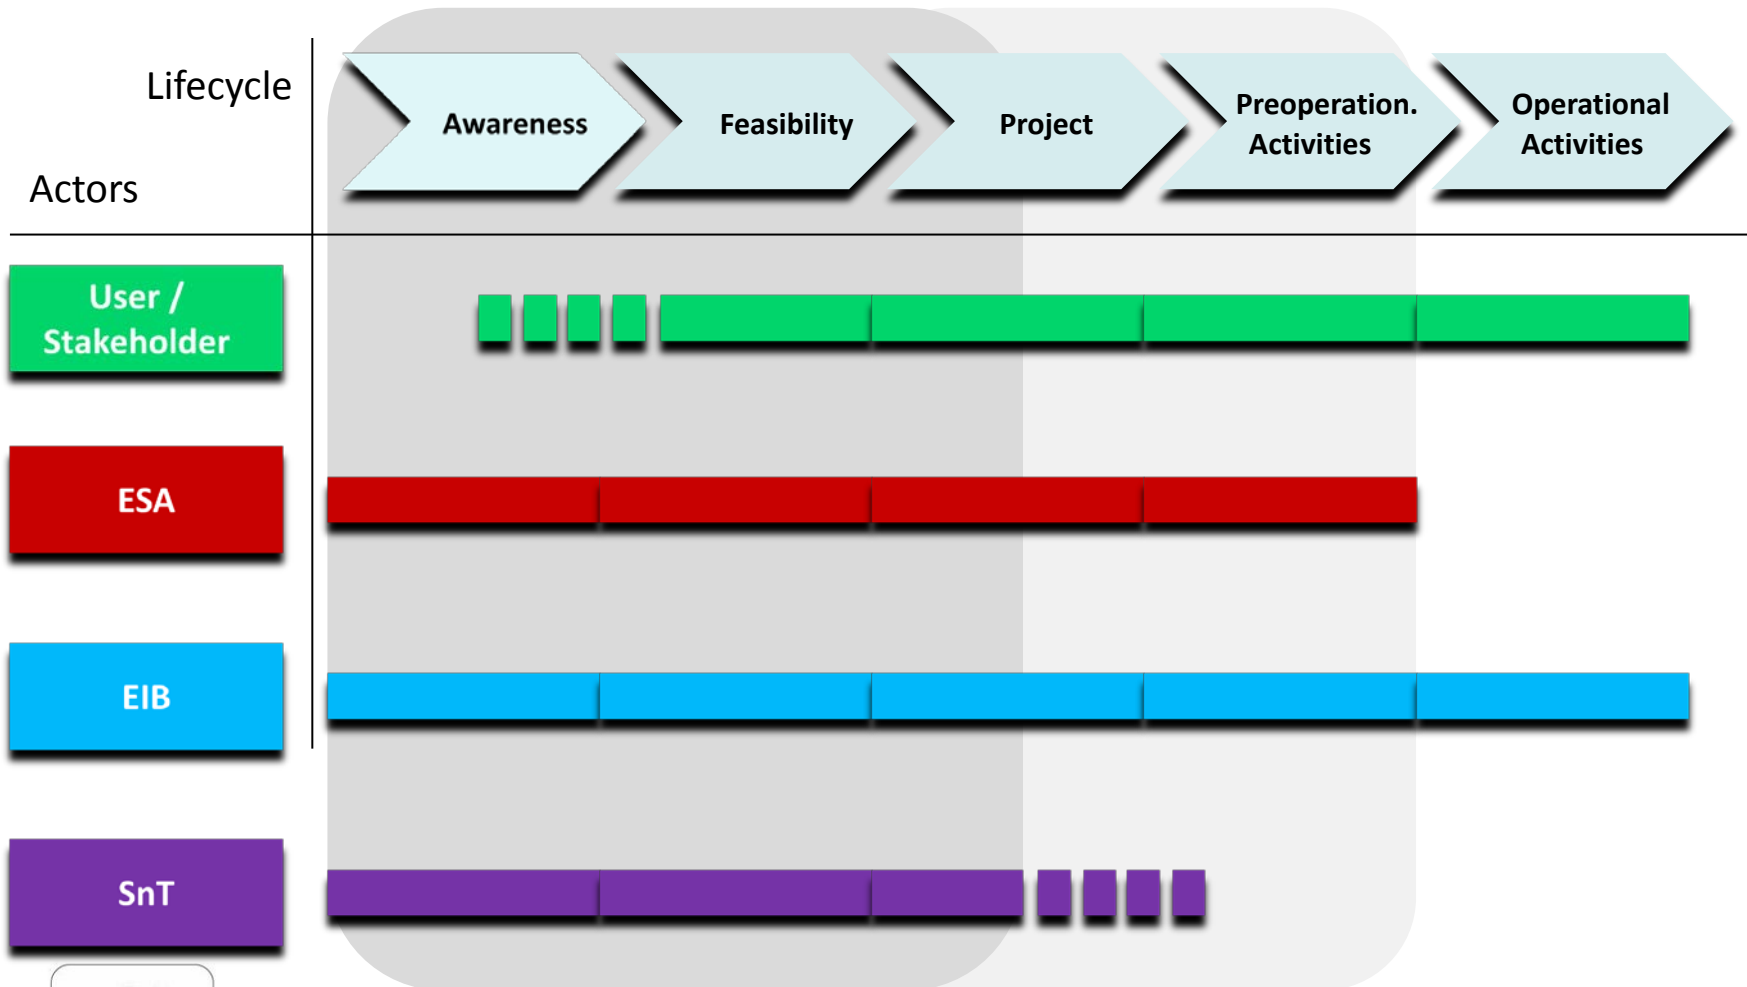 Lifecycle
Awareness
Feasibility
Project
Preoperation.
Activities
Operational
Activities
Actors
User /
Stakeholder
ESA
EIB
SnT